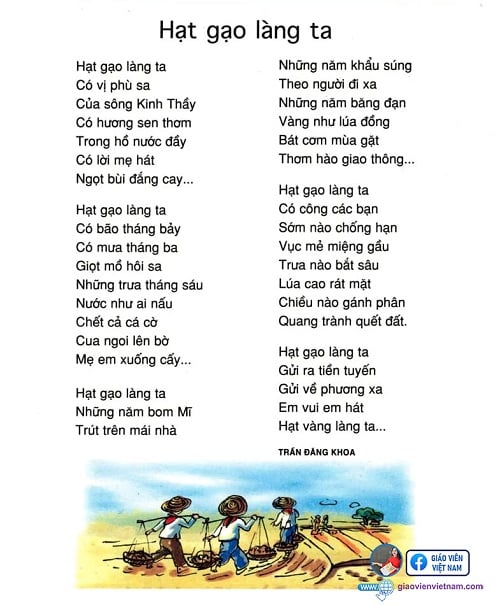 Hạt gạo làng ta
Hạt gạo làng ta
Có vị phù sa
Của sông Kinh Thầy
Có hương sen thơm
Trong hồ nước đầy
Có lời mẹ hát
Ngọt bùi đắng cay...
Hạt gạo làng ta
Có bão tháng bảy
Có mưa tháng ba
Giọt mồ hôi sa
Những trưa tháng sáu
Nước như ai nấu
Chết cả cá cờ
Cua ngoi lên bờ
Mẹ em xuống cấy...
Hạt gạo làng ta
Những năm bom Mĩ
Trút trên mái nhà
Những năm khẩu súng
Theo người đi xa
Những năm băng đạn
Vàng như lúa đồng
Bát cơm mùa gặt
Thơm hào giao thông...
Hạt gạo làng ta
Có công các bạn
Sớm nào chống hạn
Vục mẻ miệng gầu
Trưa nào bắt sâu
Lúa cao rát mặt
Chiều nào gánh phân
Quang trành quết đất.
Hạt gạo làng ta
Gửi ra tiền tuyến
Gửi về phương xa
Em vui em hát
Hạt vàng làng ta...
TRẦN ĐĂNG KHOA
GIÁO VIÊN
VIỆT NAM
www.giaovienvietnam.com